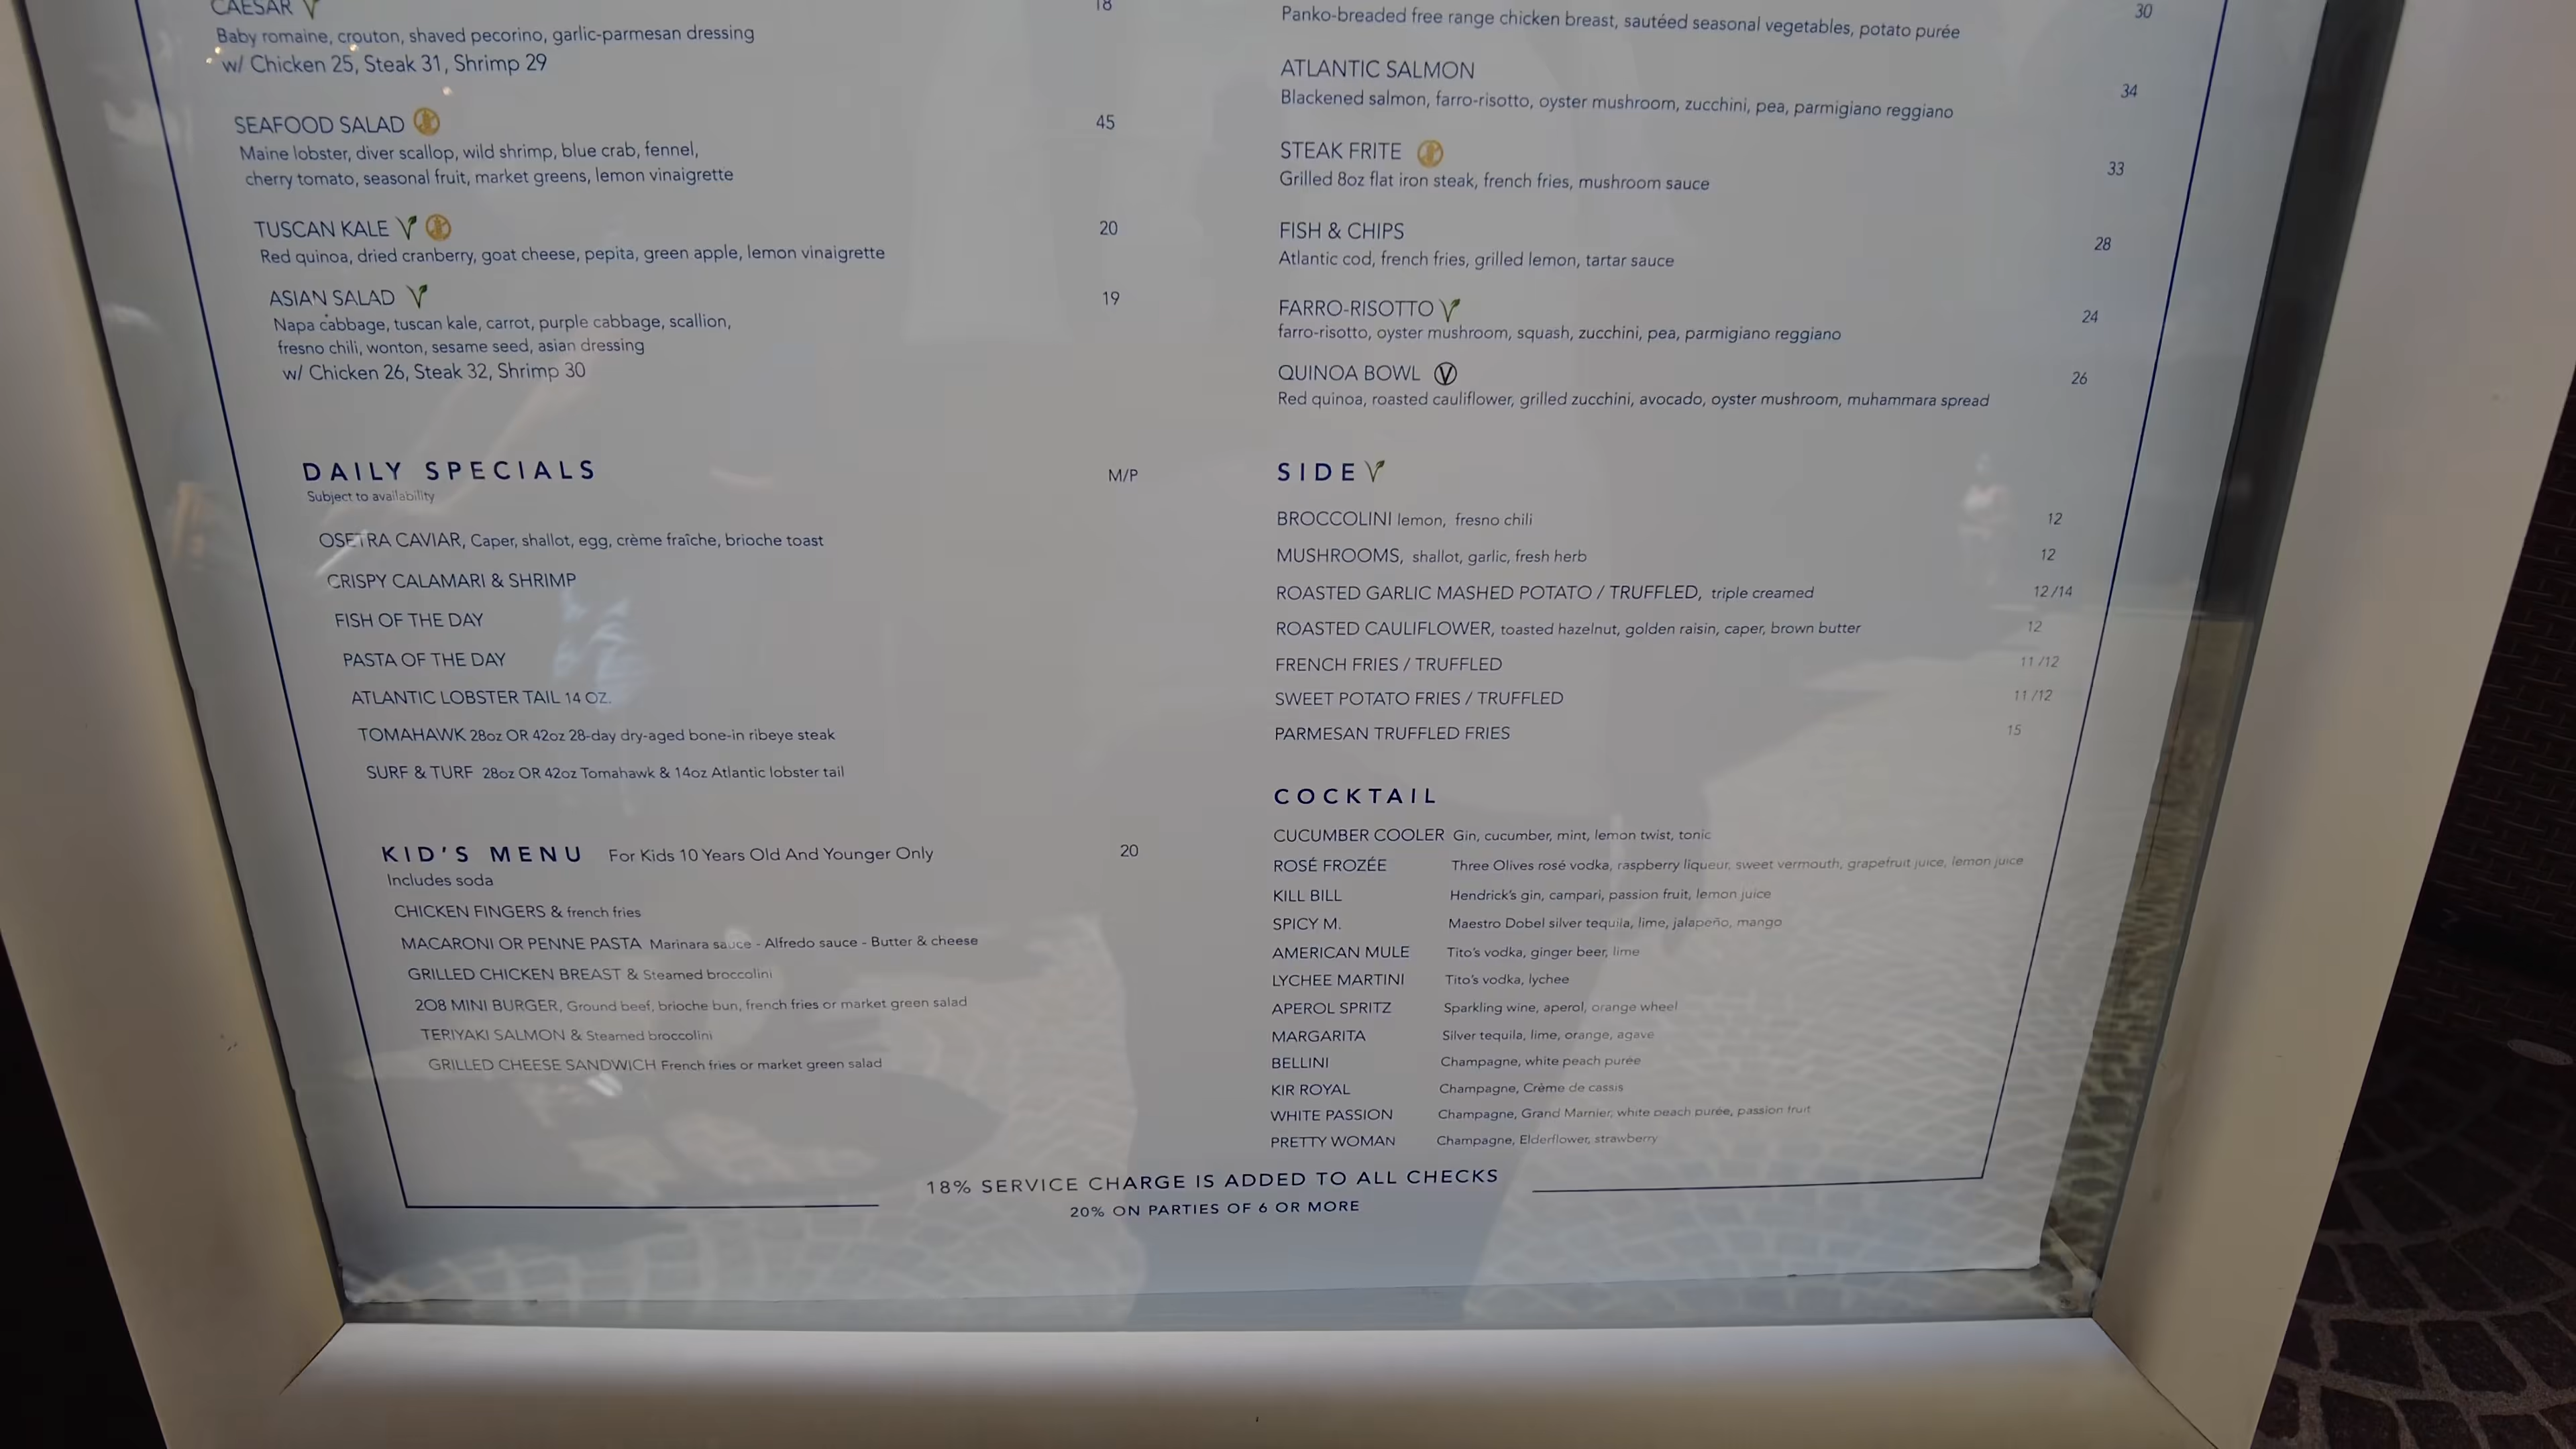 CAESAR 18
Baby romaine, crouton, shaved pecorino, garlic-parmesan dressing
w/ Chicken 25, Steak 31, Shrimp 29
SEAFOOD SALAD 45
Maine lobster, diver scallop, wild shrimp, blue crab, fennel,
cherry tomato, seasonal fruit, market greens, lemon vinaigrette
TUSCAN KALE 20
Red quinoa, dried cranberry, goat cheese, pepita, green apple, lemon vinaigrette
ASIAN SALAD 19
Napa cabbage, tuscan kale, carrot, purple cabbage, scallion,
fresno chili, wonton, sesame seed, asian dressing
w/ Chicken 26, Steak 32, Shrimp 30
DAILY SPECIALS M/P
Subject to availability
OSETRA CAVIAR, Caper, shallot, egg, crème fraîche, brioche toast
CRISPY CALAMARI & SHRIMP
FISH OF THE DAY
PASTA OF THE DAY
ATLANTIC LOBSTER TAIL 14 OZ.
TOMAHAWK 28oz OR 42oz 28-day dry-aged bone-in ribeye steak
SURF & TURF 28oz OR 42oz Tomahawk & 14oz Atlantic lobster tail
KID'S MENU For Kids 10 Years Old And Younger Only 20
Includes soda
CHICKEN FINGERS & french fries
MACARONI OR PENNE PASTA Marinara sauce - Alfredo sauce - Butter & cheese
GRILLED CHICKEN BREAST & Steamed broccolini
208 MINI BURGER, Ground beef, brioche bun, french fries or market green salad
TERIYAKI SALMON & Steamed broccolini
GRILLED CHEESE SANDWICH French fries or market green salad
30
Panko-breaded free range chicken breast, sautéed seasonal vegetables, potato purée
ATLANTIC SALMON 34
Blackened salmon, farro-risotto, oyster mushroom, zucchini, pea, parmigiano reggiano
STEAK FRITE 33
Grilled 8oz flat iron steak, french fries, mushroom sauce
FISH & CHIPS 28
Atlantic cod, french fries, grilled lemon, tartar sauce
FARRO-RISOTTO 24
farro-risotto, oyster mushroom, squash, zucchini, pea, parmigiano reggiano
QUINOA BOWL V 26
Red quinoa, roasted cauliflower, grilled zucchini, avocado, oyster mushroom, muhammara spread
SIDE
BROCCOLINI lemon, fresno chili 12
MUSHROOMS, shallot, garlic, fresh herb 12
ROASTED GARLIC MASHED POTATO / TRUFFLED, triple creamed 12/14
ROASTED CAULIFLOWER, toasted hazelnut, golden raisin, caper, brown butter 12
FRENCH FRIES / TRUFFLED 11/12
SWEET POTATO FRIES / TRUFFLED 11/12
PARMESAN TRUFFLED FRIES 15
COCKTAIL
CUCUMBER COOLER Gin, cucumber, mint, lemon twist, tonic
ROSÉ FROZÉE Three Olives rosé vodka, raspberry liqueur, sweet vermouth, grapefruit juice, lemon juice
KILL BILL Hendrick's gin, campari, passion fruit, lemon juice
SPICY M. Maestro Dobel silver tequila, lime, jalapeño, mango
AMERICAN MULE Tito's vodka, ginger beer, lime
LYCHEE MARTINI Tito's vodka, lychee
APEROL SPRITZ Sparkling wine, aperol, orange wheel
MARGARITA Silver tequila, lime, orange, agave
BELLINI Champagne, white peach purée
KIR ROYAL Champagne, Crème de cassis
WHITE PASSION Champagne, Grand Marnier, white peach purée, passion fruit
PRETTY WOMAN Champagne, Elderflower, strawberry
18% SERVICE CHARGE IS ADDED TO ALL CHECKS
20% ON PARTIES OF 6 OR MORE